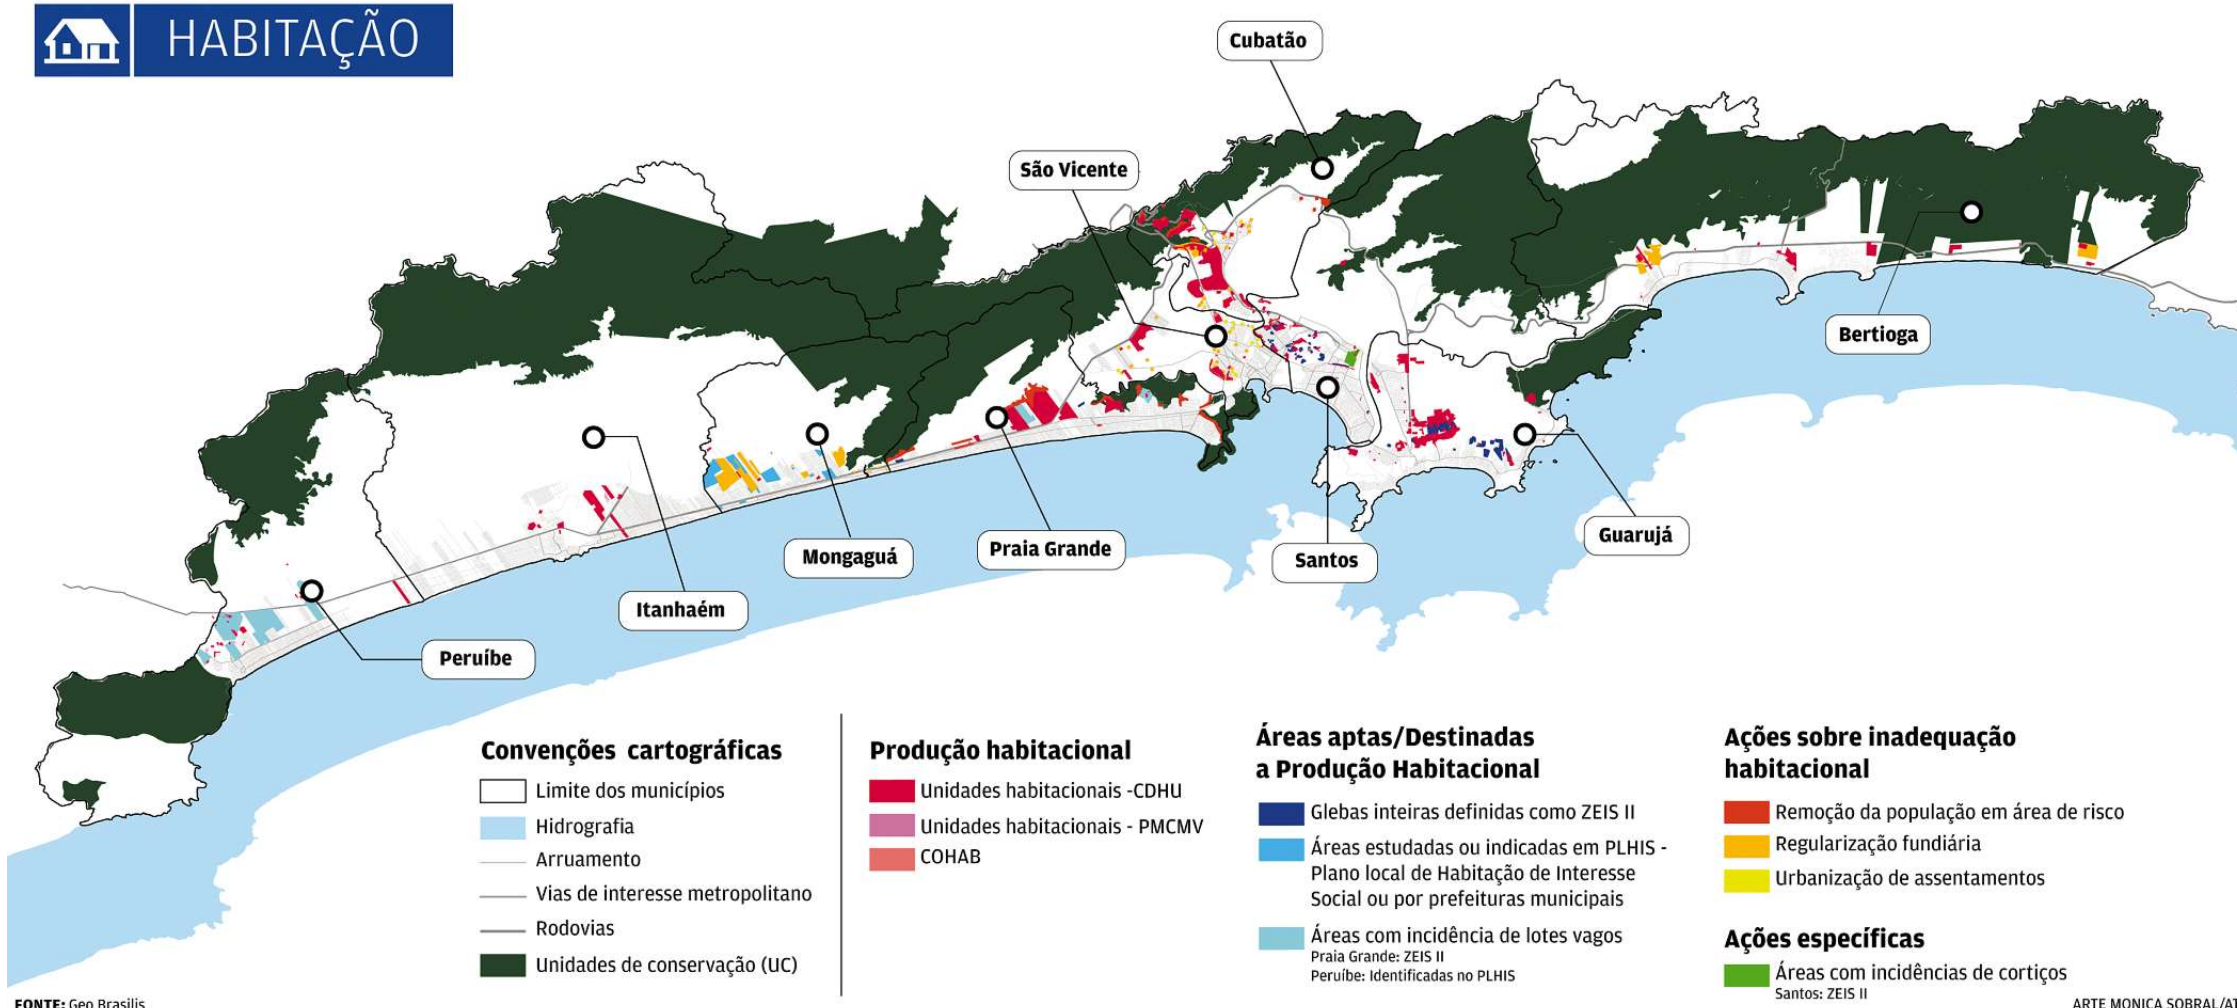 HABITAÇÃO
Cubatão
São Vicente
Bertioga
Guarujá
Santos
Praia Grande
Mongaguá
Itanhaém
Peruíbe
Convenções cartográficas
Limite dos municípios
Hidrografia
Arruamento
Vias de interesse metropolitano
Rodovias
Unidades de conservação (UC)
Produção habitacional
Unidades habitacionais -CDHU
Unidades habitacionais - PMCMV
COHAB
Áreas aptas/Destinadas
a Produção Habitacional
Glebas inteiras definidas como ZEIS II
Áreas estudadas ou indicadas em PLHIS -
Plano local de Habitação de Interesse
Social ou por prefeituras municipais
Áreas com incidência de lotes vagos
Praia Grande: ZEIS II
Peruíbe: Identificadas no PLHIS
Ações sobre inadequação
habitacional
Remoção da população em área de risco
Regularização fundiária
Urbanização de assentamentos
Ações específicas
Áreas com incidências de cortiços
Santos: ZEIS II
FONTE: Geo Brasilis
ARTE MONICA SOBRAL/AT